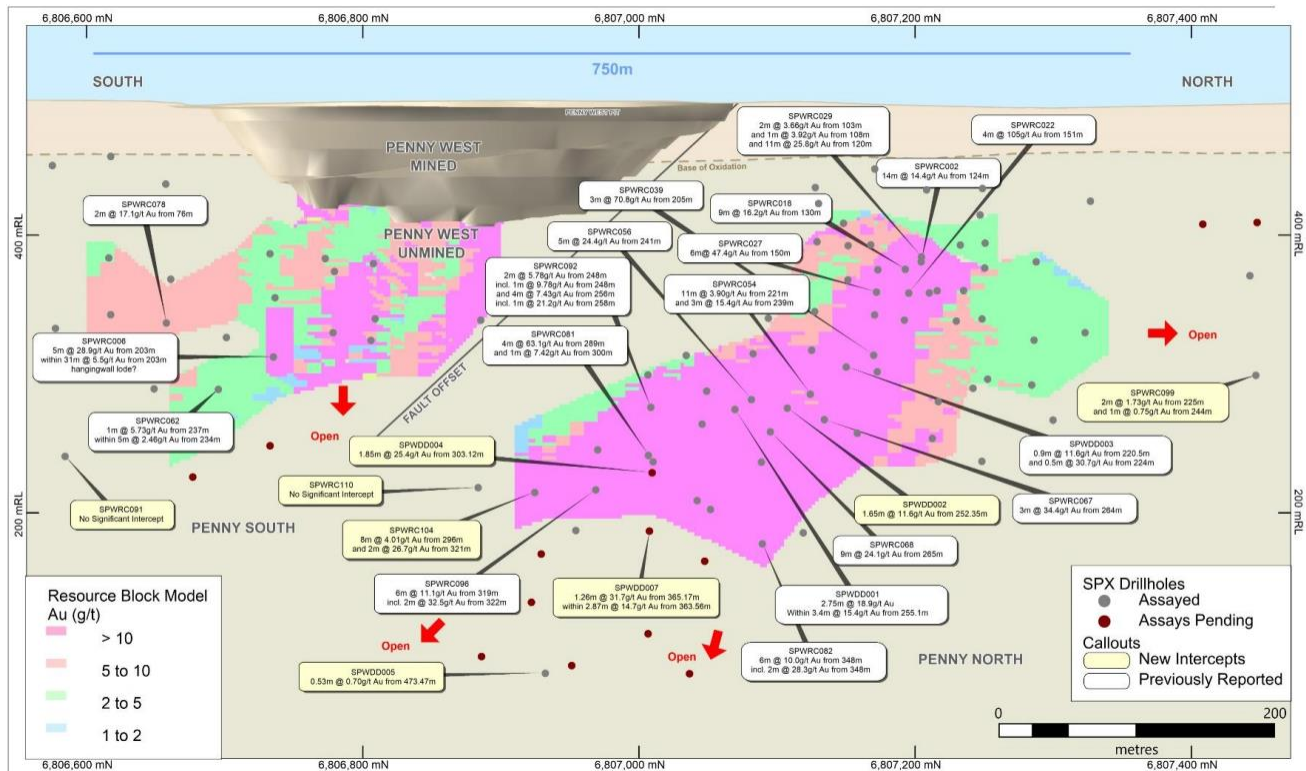 6,806,600 mN
6,806,800 mN
6,807,000 mN
6,807,200 mN
6,807,400 mN
750m
SOUTH
NORTH
PENNY WEST PIT
PENNY WEST
MINED
Base of Oxidation
SPWRC029
2m @ 3.66g/t Au from 103m
and 1m @ 3.92g/t Au from 108m
and 11m @ 25.8g/t Au from 120m
SPWRC022
4m @ 105g/t Au from 151m
SPWRC002
14m @ 14.4g/t Au from 124m
SPWRC039
3m @ 70.8g/t Au from 205m
SPWRC018
9m @ 16.2g/t Au from 130m
SPWRC078
2m @ 17.1g/t Au from 76m
400 mRL
400 mRL
PENNY WEST
UNMINED
SPWRC056
5m @ 24.4g/t Au from 241m
SPWRC027
6m@ 47.4g/t Au from 150m
SPWRC092
2m @ 5.78g/t Au from 248m
incl. 1m @ 9.78g/t Au from 248m
and 4m @ 7.43g/t Au from 256m
incl. 1m @ 21.2g/t Au from 258m
SPWRC054
11m @ 3.90g/t Au from 221m
and 3m @ 15.4g/t Au from 239m
SPWRC081
4m @ 63.1g/t Au from 289m
and 1m @ 7.42g/t Au from 300m
SPWRC006
5m @ 28.9g/t Au from 203m
within 31m @ 5.5g/t Au from 203m
hangingwall lode?
Open
SPWRC099
2m @ 1.73g/t Au from 225m
and 1m @ 0.75g/t Au from 244m
FAULT OFFSET
SPWRC062
1m @ 5.73g/t Au from 237m
within 5m @ 2.46g/t Au from 234m
Open
SPWDD004
1.85m @ 25.4g/t Au from 303.12m
SPWDD003
0.9m @ 11.6g/t Au from 220.5m
and 0.5m @ 30.7g/t Au from 224m
SPWRC110
No Significant Intercept
SPWRC091
No Significant Intercept
PENNY SOUTH
200 mRL
200 mRL
SPWDD002
1.65m @ 11.6g/t Au from 252.35m
SPWRC067
3m @ 34.4g/t Au from 264m
SPWRC104
8m @ 4.01g/t Au from 296m
and 2m @ 26.7g/t Au from 321m
SPWRC068
9m @ 24.1g/t Au from 265m
SPWRC096
6m @ 11.1g/t Au from 319m
incl. 2m @ 32.5g/t Au from 322m
SPWDD007
1.26m @ 31.7g/t Au from 365.17m
within 2.87m @ 14.7g/t Au from 363.56m
SPWDD001
2.75m @ 18.9g/t Au
Within 3.4m @ 15.4g/t Au from 255.1m
Open
Open
SPWRC082
6m @ 10.0g/t Au from 348m
incl. 2m @ 28.3g/t Au from 348m
PENNY NORTH
SPWDD005
0.53m @ 0.70g/t Au from 473.47m
Resource Block Model
Au (g/t)
> 10
5 to 10
2 to 5
1 to 2
SPX Drillholes
Assayed
Assays Pending
Callouts
New Intercepts
Previously Reported
0
200
metres
6,806,600 mN
6,806,800 mN
6,807,000 mN
6,807,200 mN
6,807,400 mN